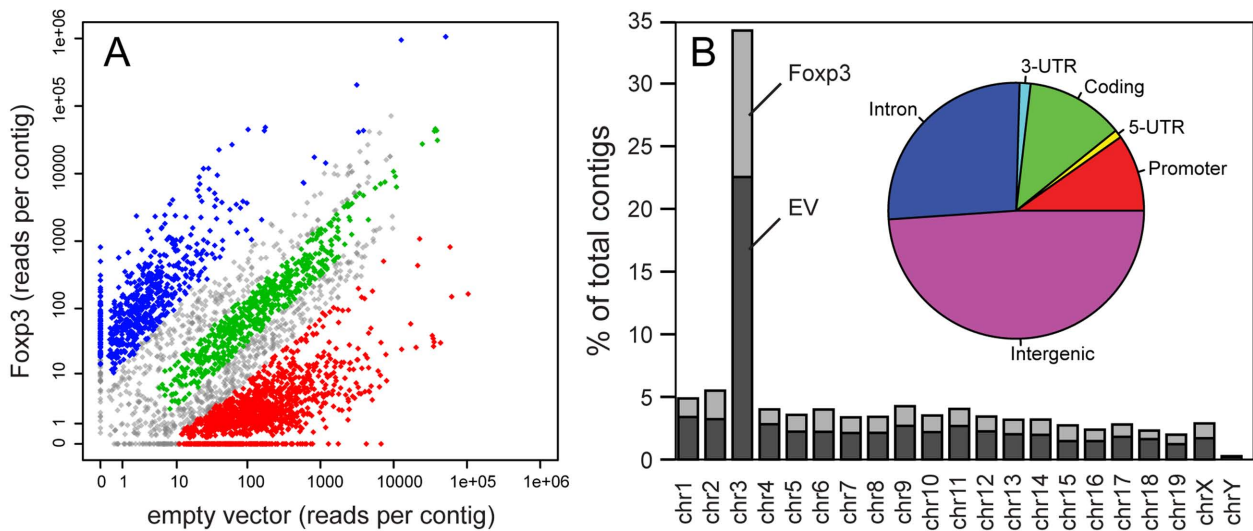 A
Foxp3 (reads per contig)
1e+06
1e+05
10000
1000
100
10
1
0
0 1 10 100 1000 10000 1e+05 1e+06
empty vector (reads per contig)
B
% of total contigs
35
30
25
20
15
10
5
0
Foxp3
EV
3-UTR
Coding
5-UTR
Promoter
Intron
Intergenic
chr1 chr2 chr3 chr4 chr5 chr6 chr7 chr8 chr9 chr10 chr11 chr12 chr13 chr14 chr15 chr16 chr17 chr18 chr19 chrX chrY